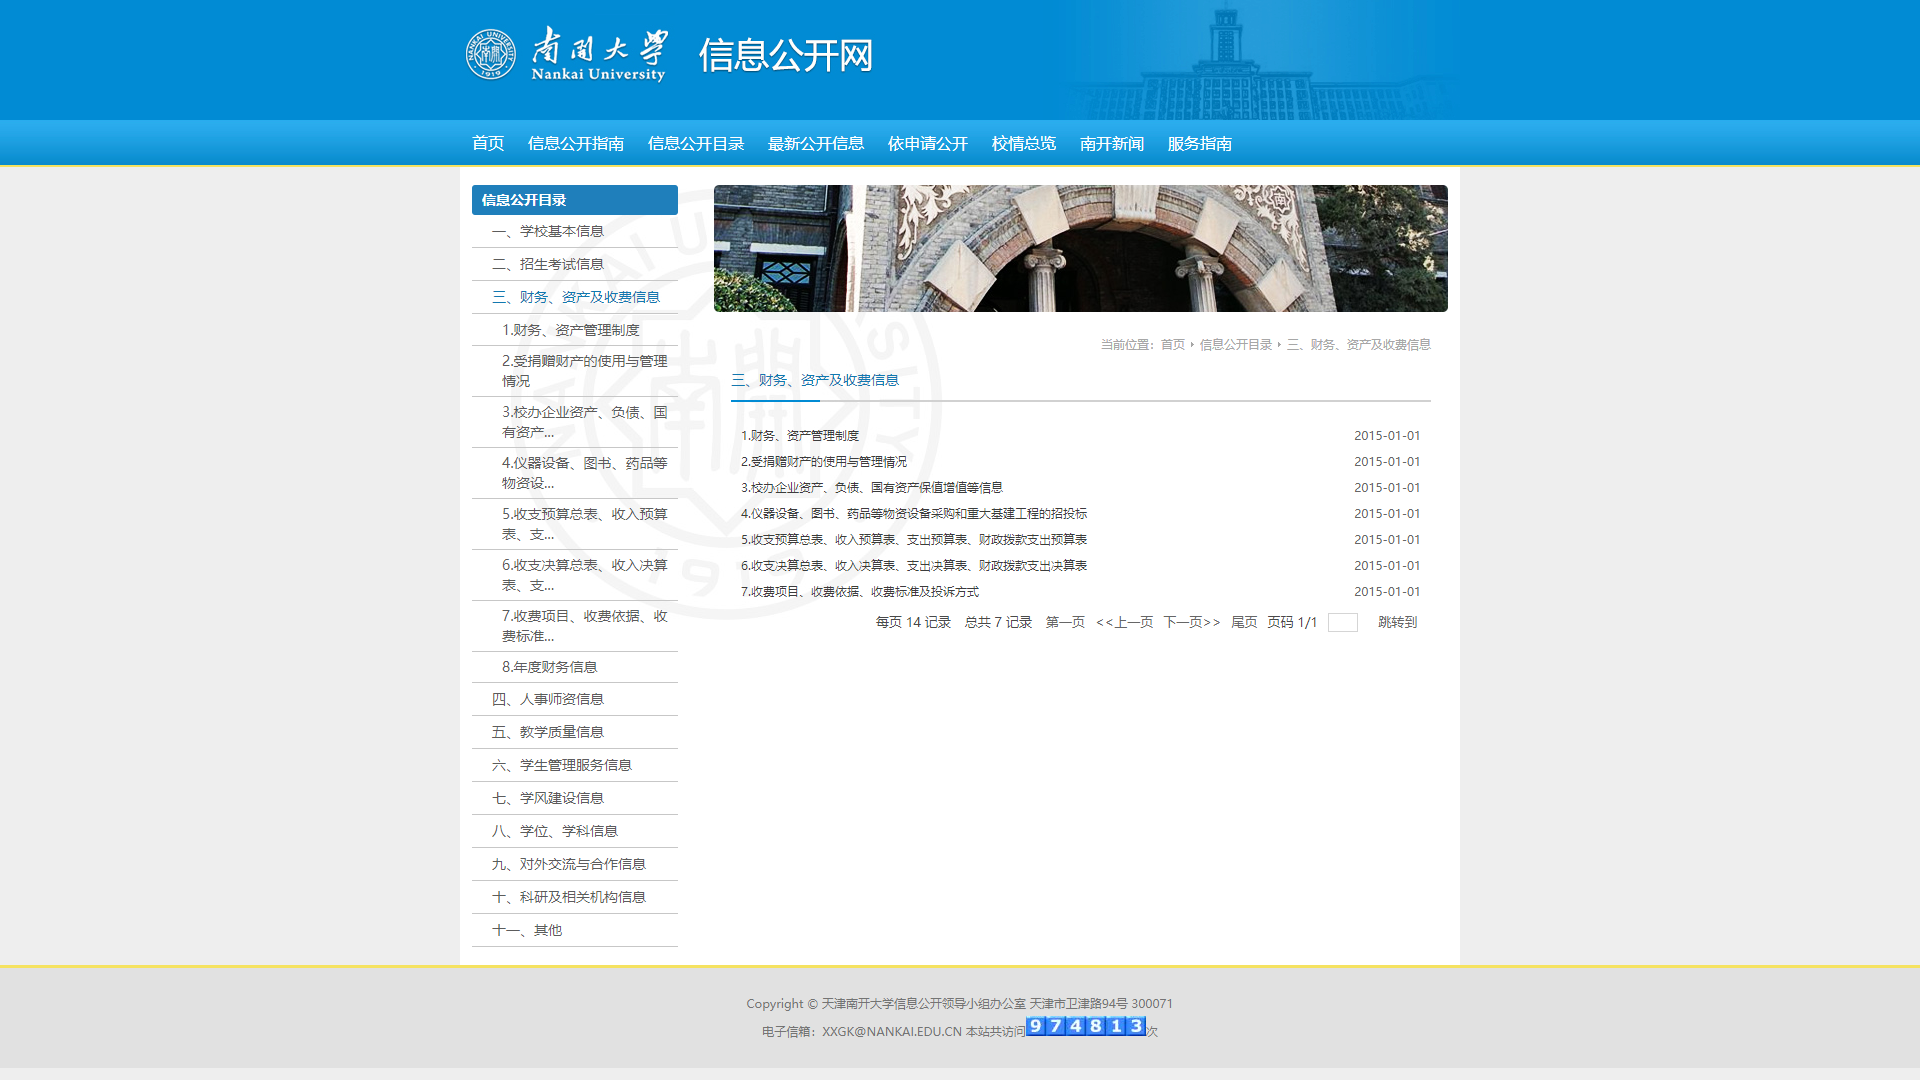 南开大学
Nankai University
信息公开网
首页 信息公开指南 信息公开目录 最新公开信息 依申请公开 校情总览 南开新闻 服务指南
信息公开目录
一、学校基本信息
二、招生考试信息
三、财务、资产及收费信息
1.财务、资产管理制度
2.受捐赠财产的使用与管理
情况
3.校办企业资产、负债、国
有资产...
4.仪器设备、图书、药品等
物资设...
5.收支预算总表、收入预算
表、支...
6.收支决算总表、收入决算
表、支...
7.收费项目、收费依据、收
费标准...
8.年度财务信息
四、人事师资信息
五、教学质量信息
六、学生管理服务信息
七、学风建设信息
八、学位、学科信息
九、对外交流与合作信息
十、科研及相关机构信息
十一、其他
当前位置：首页 信息公开目录 三、财务、资产及收费信息
三、财务、资产及收费信息
1.财务、资产管理制度 2015-01-01
2.受捐赠财产的使用与管理情况 2015-01-01
3.校办企业资产、负债、国有资产保值增值等信息 2015-01-01
4.仪器设备、图书、药品等物资设备采购和重大基建工程的招投标 2015-01-01
5.收支预算总表、收入预算表、支出预算表、财政拨款支出预算表 2015-01-01
6.收支决算总表、收入决算表、支出决算表、财政拨款支出决算表 2015-01-01
7.收费项目、收费依据、收费标准及投诉方式 2015-01-01
每页 14 记录 总共 7 记录 第一页 <<上一页 下一页>> 尾页 页码 1/1 跳转到
Copyright © 天津南开大学信息公开领导小组办公室 天津市卫津路94号 300071
电子信箱：XXGK@NANKAI.EDU.CN 本站共访问974813次